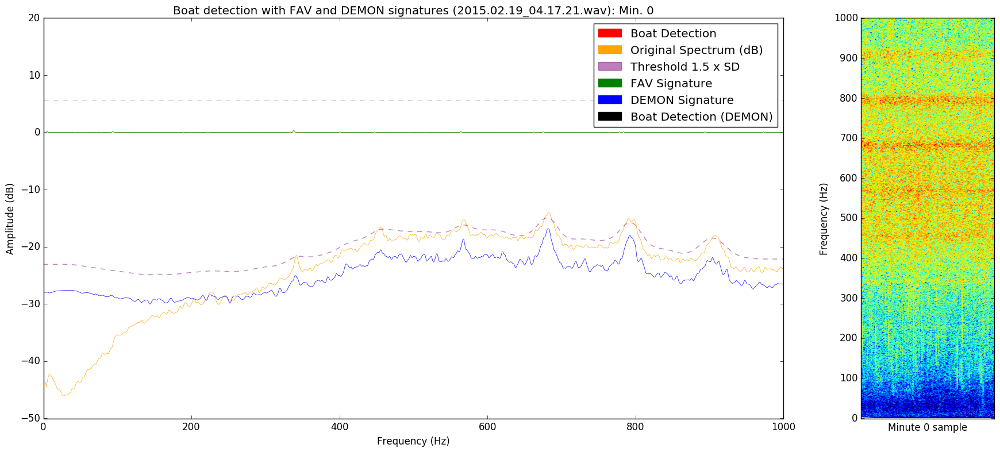 Boat detection with FAV and DEMON signatures (2015.02.19_04.17.21.wav): Min. 0
20
10
0
−10
−20
−30
−40
−50
Amplitude (dB)
Boat Detection
Original Spectrum (dB)
Threshold 1.5 x SD
FAV Signature
DEMON Signature
Boat Detection (DEMON)
0 200 400 600 800 1000
Frequency (Hz)
1000
900
800
700
600
500
400
300
200
100
0
Frequency (Hz)
Minute 0 sample